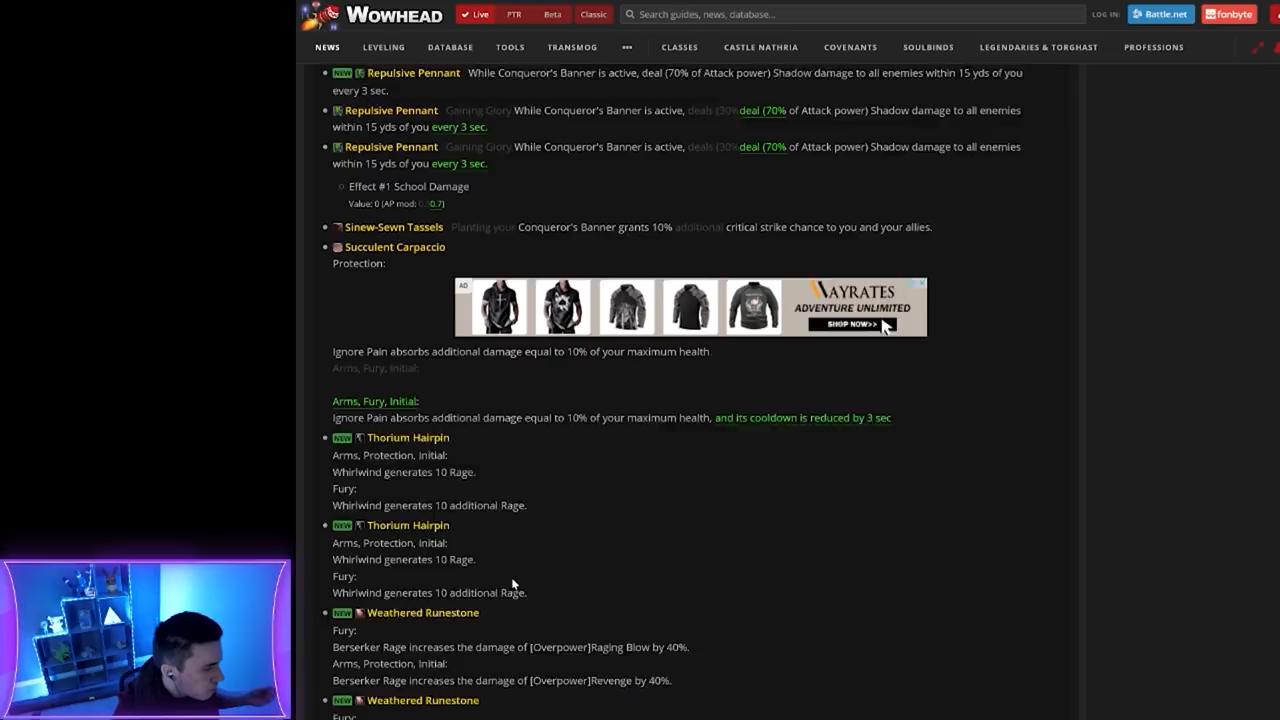 WOWHEAD
Live PTR Beta Classic
Search guides, news, database...
LOG IN: Battle.net fanbyte
NEWS LEVELING DATABASE TOOLS TRANSMOG ••• CLASSES CASTLE NATHRIA COVENANTS SOULBINDS LEGENDARIES & TORGHAST PROFESSIONS
NEW Repulsive Pennant While Conqueror's Banner is active, deal (70% of Attack power) Shadow damage to all enemies within 15 yds of you
every 3 sec.
Repulsive Pennant Gaining Glory While Conqueror's Banner is active, deals (30%deal (70% of Attack power) Shadow damage to all enemies
within 15 yds of you every 3 sec.
Repulsive Pennant Gaining Glory While Conqueror's Banner is active, deals (30%deal (70% of Attack power) Shadow damage to all enemies
within 15 yds of you every 3 sec.
Effect #1 School Damage
Value: 0 (AP mod: 0.30.7)
Sinew-Sewn Tassels Planting your Conqueror's Banner grants 10% additional critical strike chance to you and your allies.
Succulent Carpaccio
Protection:
AD
WAYRATES
ADVENTURE UNLIMITED
SHOP NOW>>
Ignore Pain absorbs additional damage equal to 10% of your maximum health.
Arms, Fury, Initial:
Arms, Fury, Initial:
Ignore Pain absorbs additional damage equal to 10% of your maximum health, and its cooldown is reduced by 3 sec
NEW Thorium Hairpin
Arms, Protection, Initial:
Whirlwind generates 10 Rage.
Fury:
Whirlwind generates 10 additional Rage.
NEW Thorium Hairpin
Arms, Protection, Initial:
Whirlwind generates 10 Rage.
Fury:
Whirlwind generates 10 additional Rage.
NEW Weathered Runestone
Fury:
Berserker Rage increases the damage of [Overpower]Raging Blow by 40%.
Arms, Protection, Initial:
Berserker Rage increases the damage of [Overpower]Revenge by 40%.
NEW Weathered Runestone
Fury: